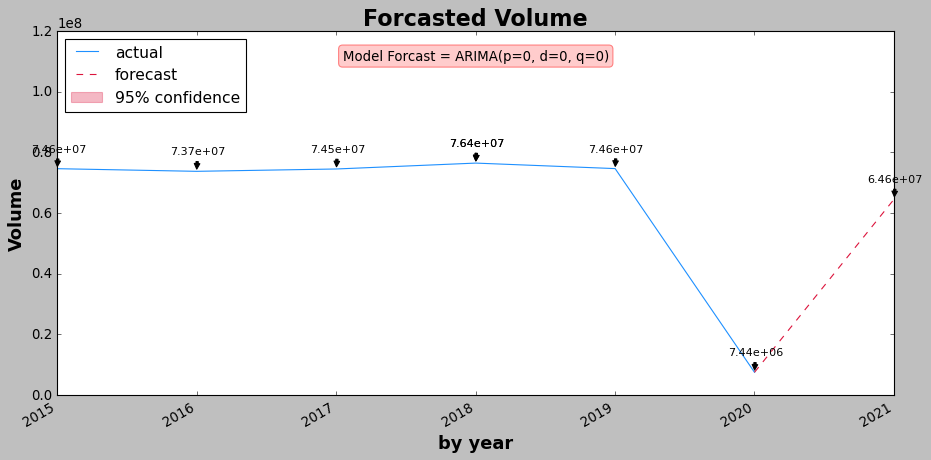 Forcasted Volume
1e8
1.2
1.0
0.8
0.6
0.4
0.2
0.0
Volume
actual
forecast
95% confidence
Model Forcast = ARIMA(p=0, d=0, q=0)
7.46e+07
7.37e+07
7.45e+07
7.64e+07
7.46e+07
7.44e+06
6.46e+07
2015
2016
2017
2018
2019
2020
2021
by year